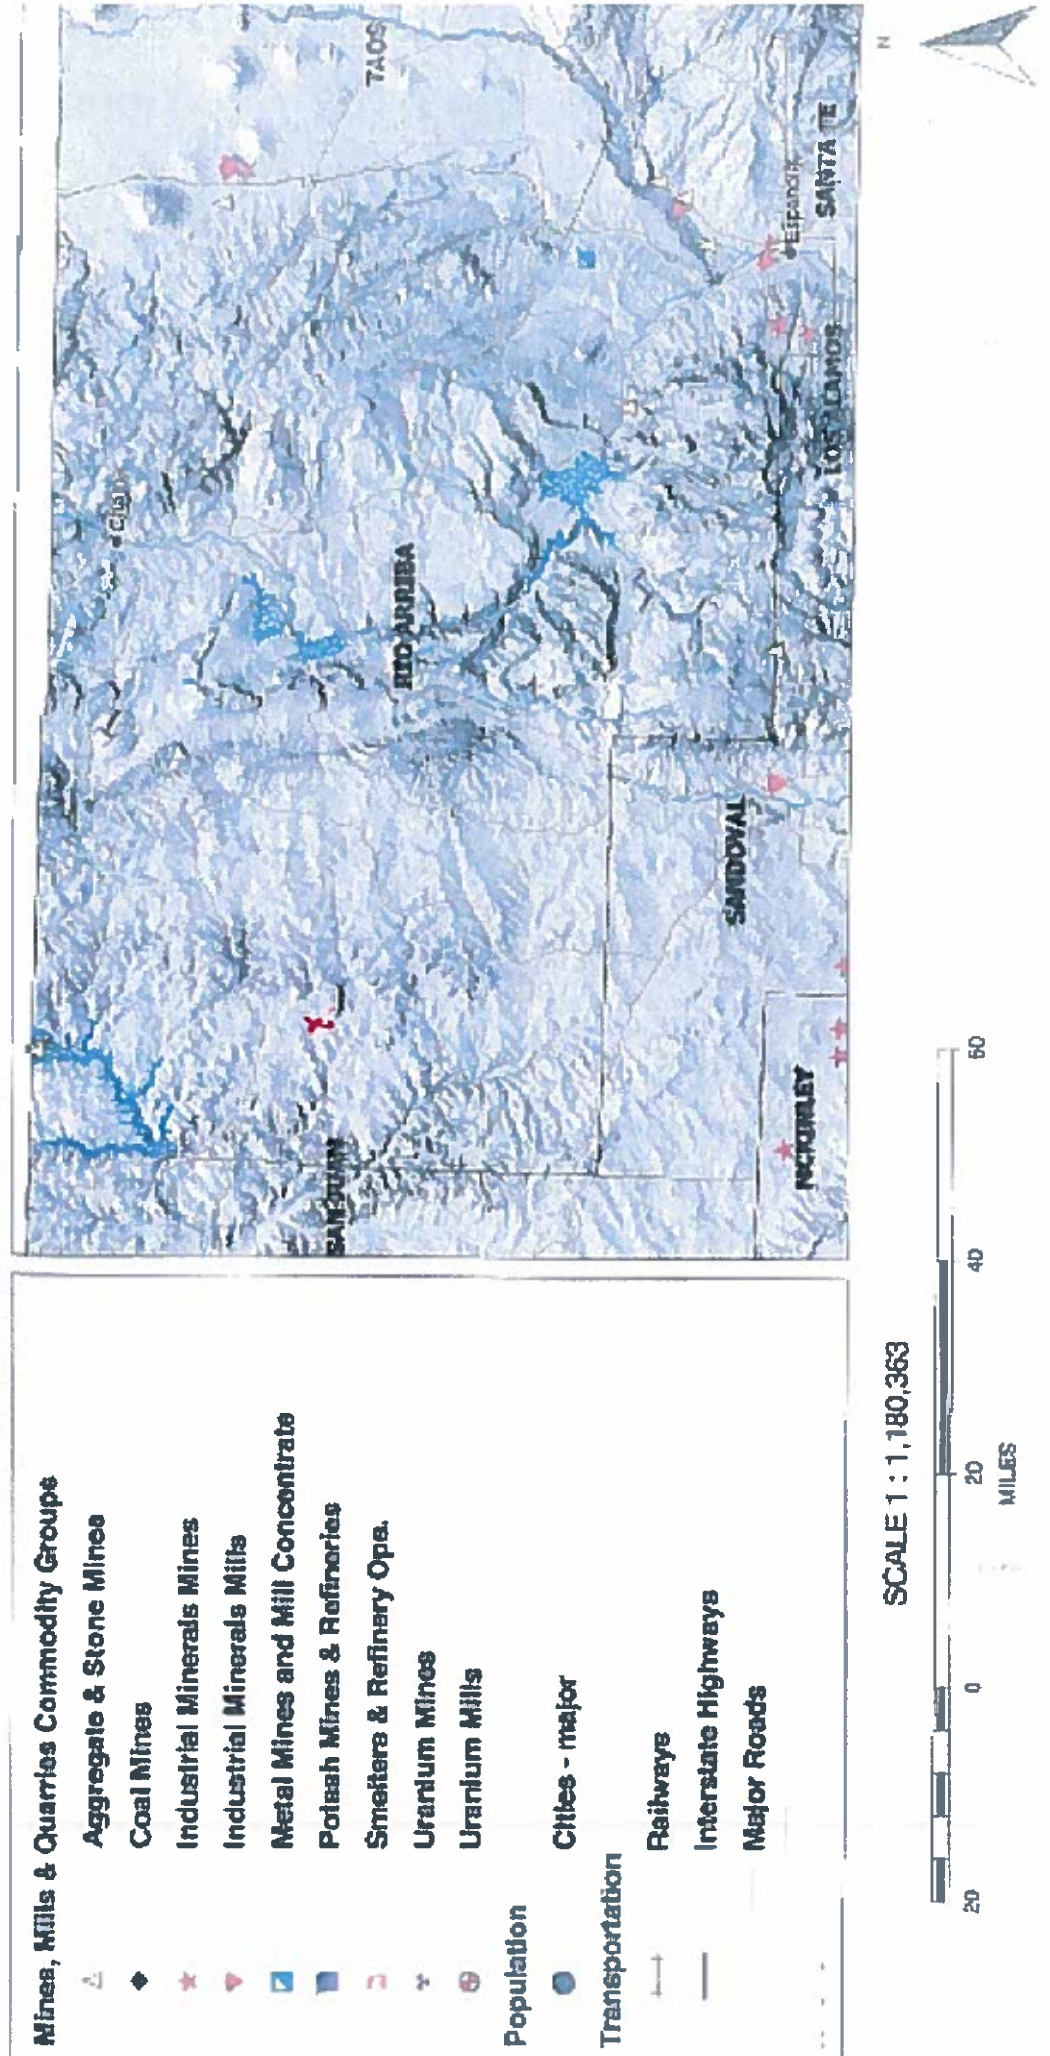 Mines, Mills & Quarries Commodity Groups
Aggregate & Stone Mines
Coal Mines
Industrial Minerals Mines
Industrial Minerals Mills
Metal Mines and Mill Concentrate
Potash Mines & Refineries
Smelters & Refinery Ops.
Uranium Mines
Uranium Mills
Population
Cities - major
Transportation
Railways
Interstate Highways
Major Roads
TAOS
RIO ARRIBA
SAN JUAN
SANDOVAL
MCKINLEY
LOS ALAMOS
SANTA FE
Espanola
N
SCALE 1 : 1,180,363
20 0 20 40 60
MILES